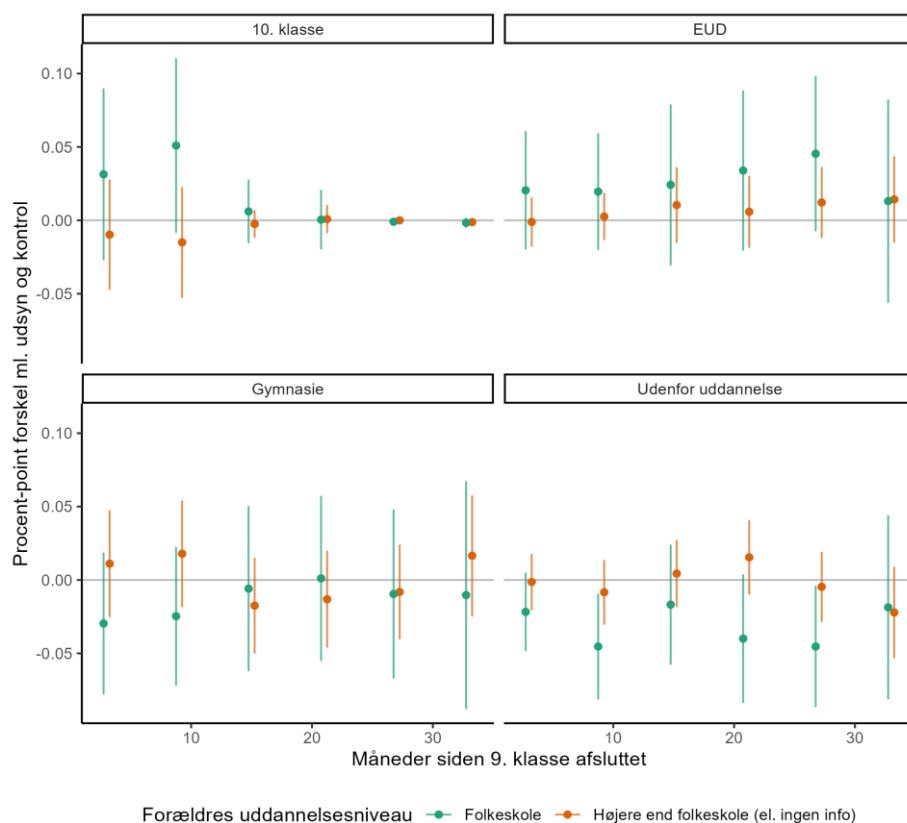 10. klasse
EUD
0.10
0.05
0.00
-0.05
Gymnasie
Udenfor uddannelse
0.10
0.05
0.00
-0.05
10
20
30
10
20
30
Procent-point forskel ml. udsyn og kontrol
Måneder siden 9. klasse afsluttet
Forældres uddannelsesniveau
Folkeskole
Højere end folkeskole (el. ingen info)